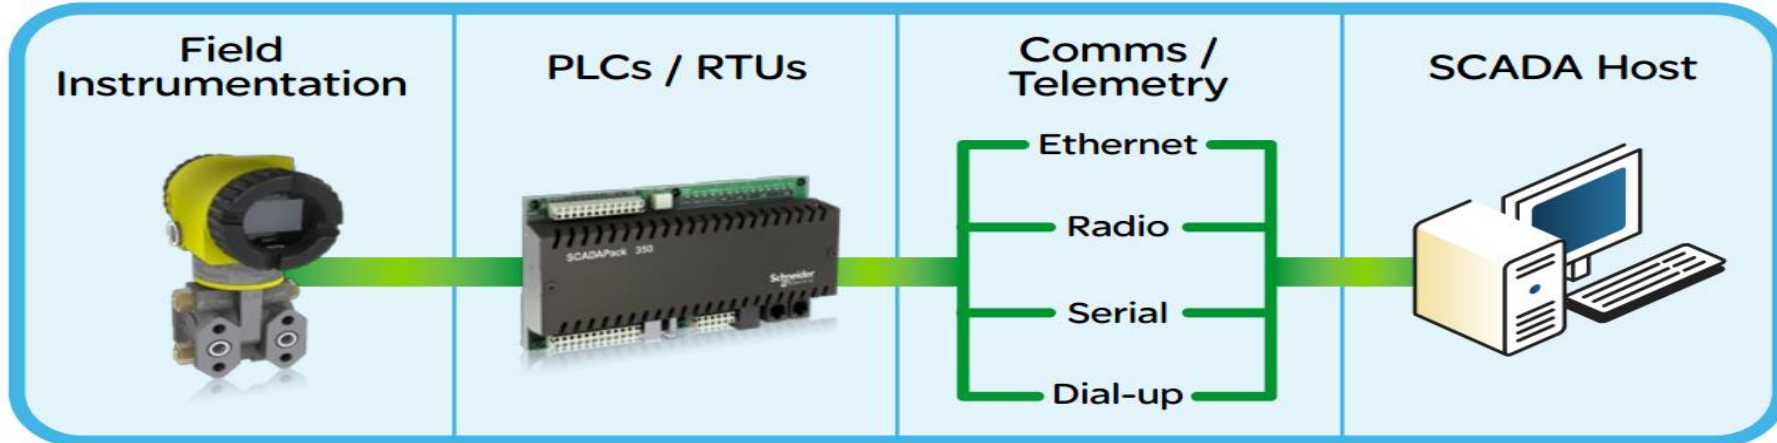 Field
Instrumentation
PLCs / RTUs
Comms /
Telemetry
SCADA Host
SCADAPack 350
Schneider
Ethernet
Radio
Serial
Dial-up